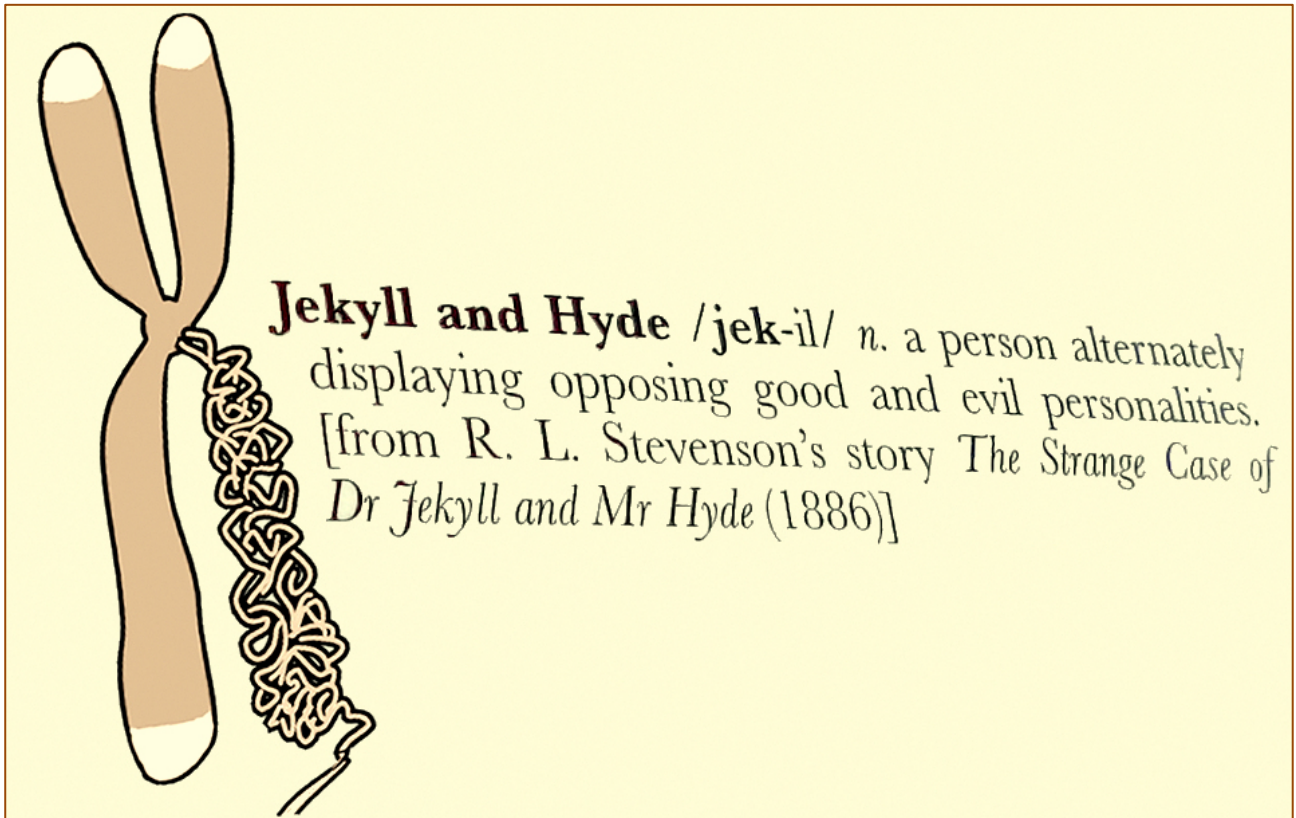 Jekyll and Hyde /jek-il/ n. a person alternately
displaying opposing good and evil personalities.
[from R. L. Stevenson's story The Strange Case of
Dr Jekyll and Mr Hyde (1886)]